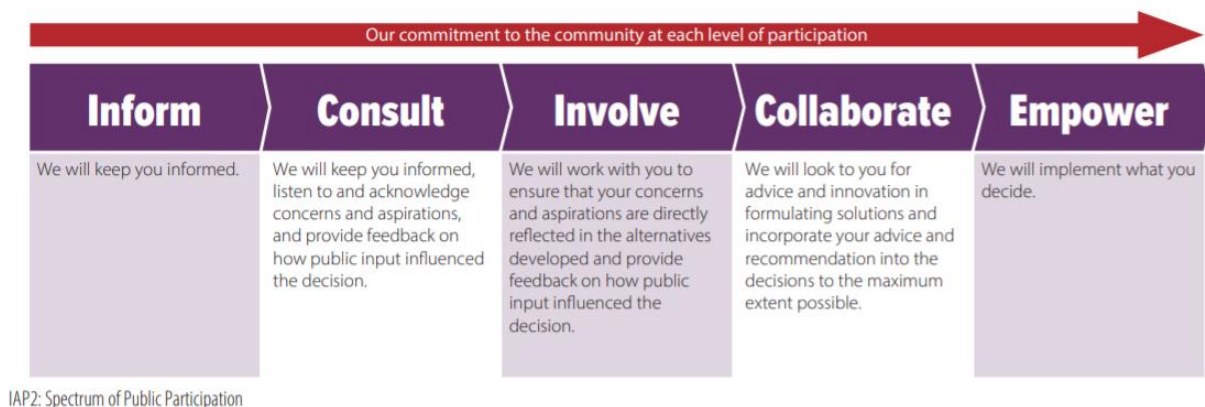 Our commitment to the community at each level of participation
Inform
Consult
Involve
Collaborate
Empower
We will keep you informed.
We will keep you informed,
listen to and acknowledge
concerns and aspirations,
and provide feedback on
how public input influenced
the decision.
We will work with you to
ensure that your concerns
and aspirations are directly
reflected in the alternatives
developed and provide
feedback on how public
input influenced the
decision.
We will look to you for
advice and innovation in
formulating solutions and
incorporate your advice and
recommendation into the
decisions to the maximum
extent possible.
We will implement what you
decide.
IAP2: Spectrum of Public Participation